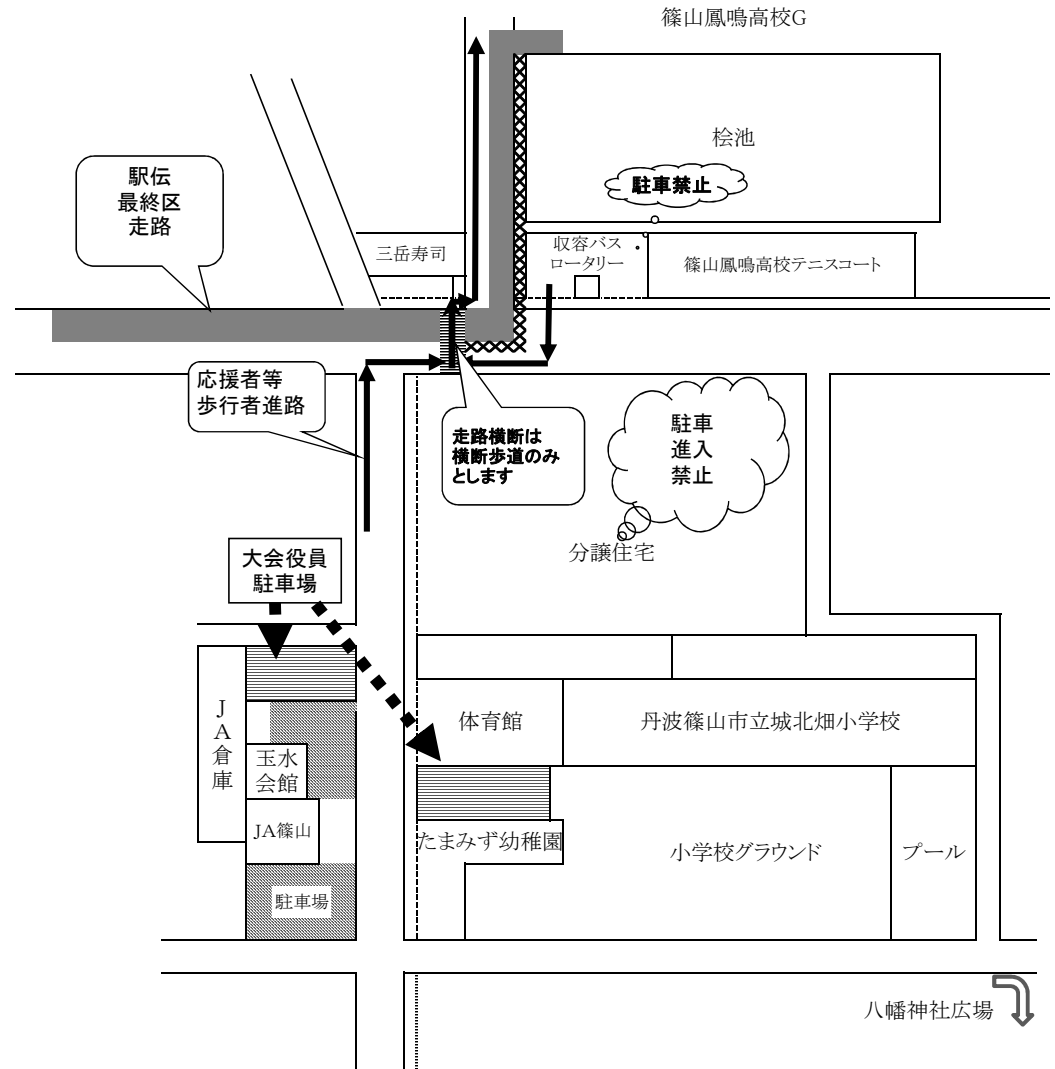 篠山鳳鳴高校G
桧池
駐車禁止
駅伝
最終区
走路
三岳寿司
収容バス
ロータリー
篠山鳳鳴高校テニスコート
応援者等
歩行者進路
走路横断は
横断歩道のみ
とします
駐車
進入
禁止
分譲住宅
大会役員
駐車場
JA倉庫
体育館
丹波篠山市立城北畑小学校
玉水
会館
JA篠山
たまみず幼稚園
小学校グラウンド
プール
駐車場
八幡神社広場